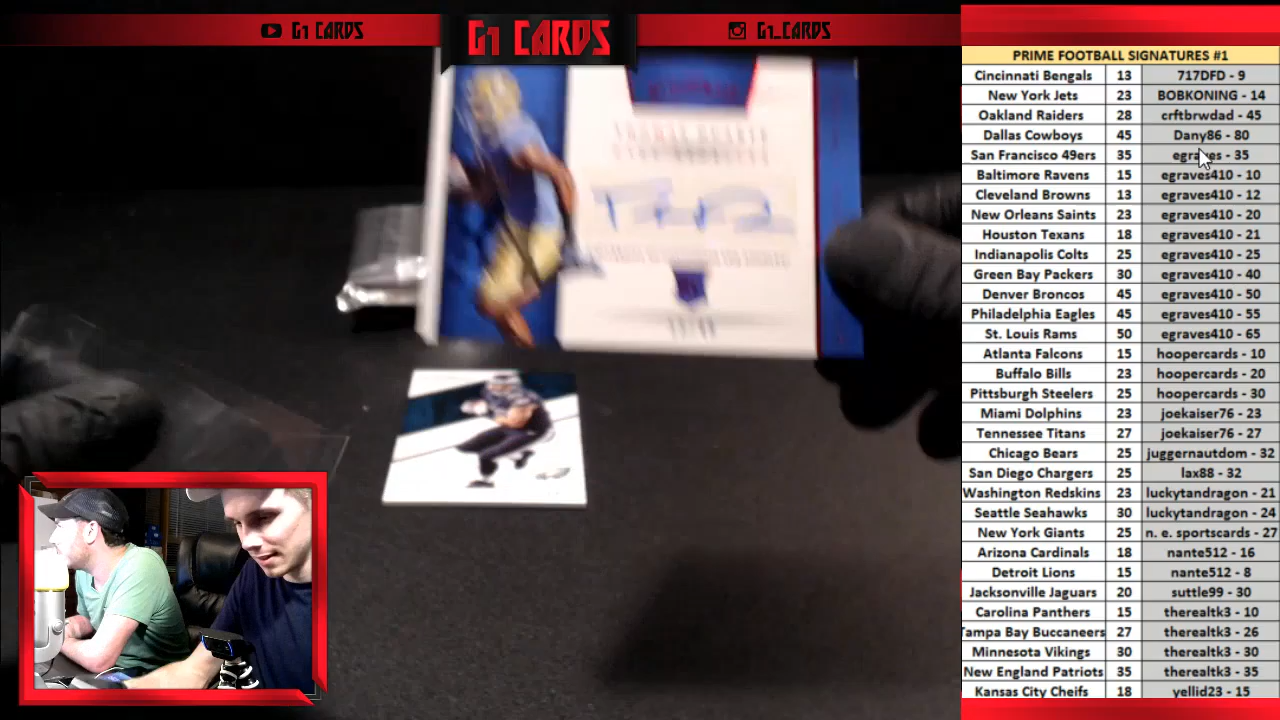 G1 CARDS
G1 CARDS
G1_CARDS
PRIME FOOTBALL SIGNATURES #1
Cincinnati Bengals 13 717DFD - 9
New York Jets 23 BOBKONING - 14
Oakland Raiders 28 crftbrwdad - 45
Dallas Cowboys 45 Dany86 - 80
San Francisco 49ers 35 egraves - 35
Baltimore Ravens 15 egraves410 - 10
Cleveland Browns 13 egraves410 - 12
New Orleans Saints 23 egraves410 - 20
Houston Texans 18 egraves410 - 21
Indianapolis Colts 25 egraves410 - 25
Green Bay Packers 30 egraves410 - 40
Denver Broncos 45 egraves410 - 50
Philadelphia Eagles 45 egraves410 - 55
St. Louis Rams 50 egraves410 - 65
Atlanta Falcons 15 hoopercards - 10
Buffalo Bills 23 hoopercards - 20
Pittsburgh Steelers 25 hoopercards - 30
Miami Dolphins 23 joekaiser76 - 23
Tennessee Titans 27 joekaiser76 - 27
Chicago Bears 25 juggernautdom - 32
San Diego Chargers 25 lax88 - 32
Washington Redskins 23 luckytandragon - 21
Seattle Seahawks 30 luckytandragon - 24
New York Giants 25 n. e. sportscards - 27
Arizona Cardinals 18 nante512 - 16
Detroit Lions 15 nante512 - 8
Jacksonville Jaguars 20 suttle99 - 30
Carolina Panthers 15 therealtk3 - 10
Tampa Bay Buccaneers 27 therealtk3 - 26
Minnesota Vikings 30 therealtk3 - 30
New England Patriots 35 therealtk3 - 35
Kansas City Cheifs 18 yellid23 - 15